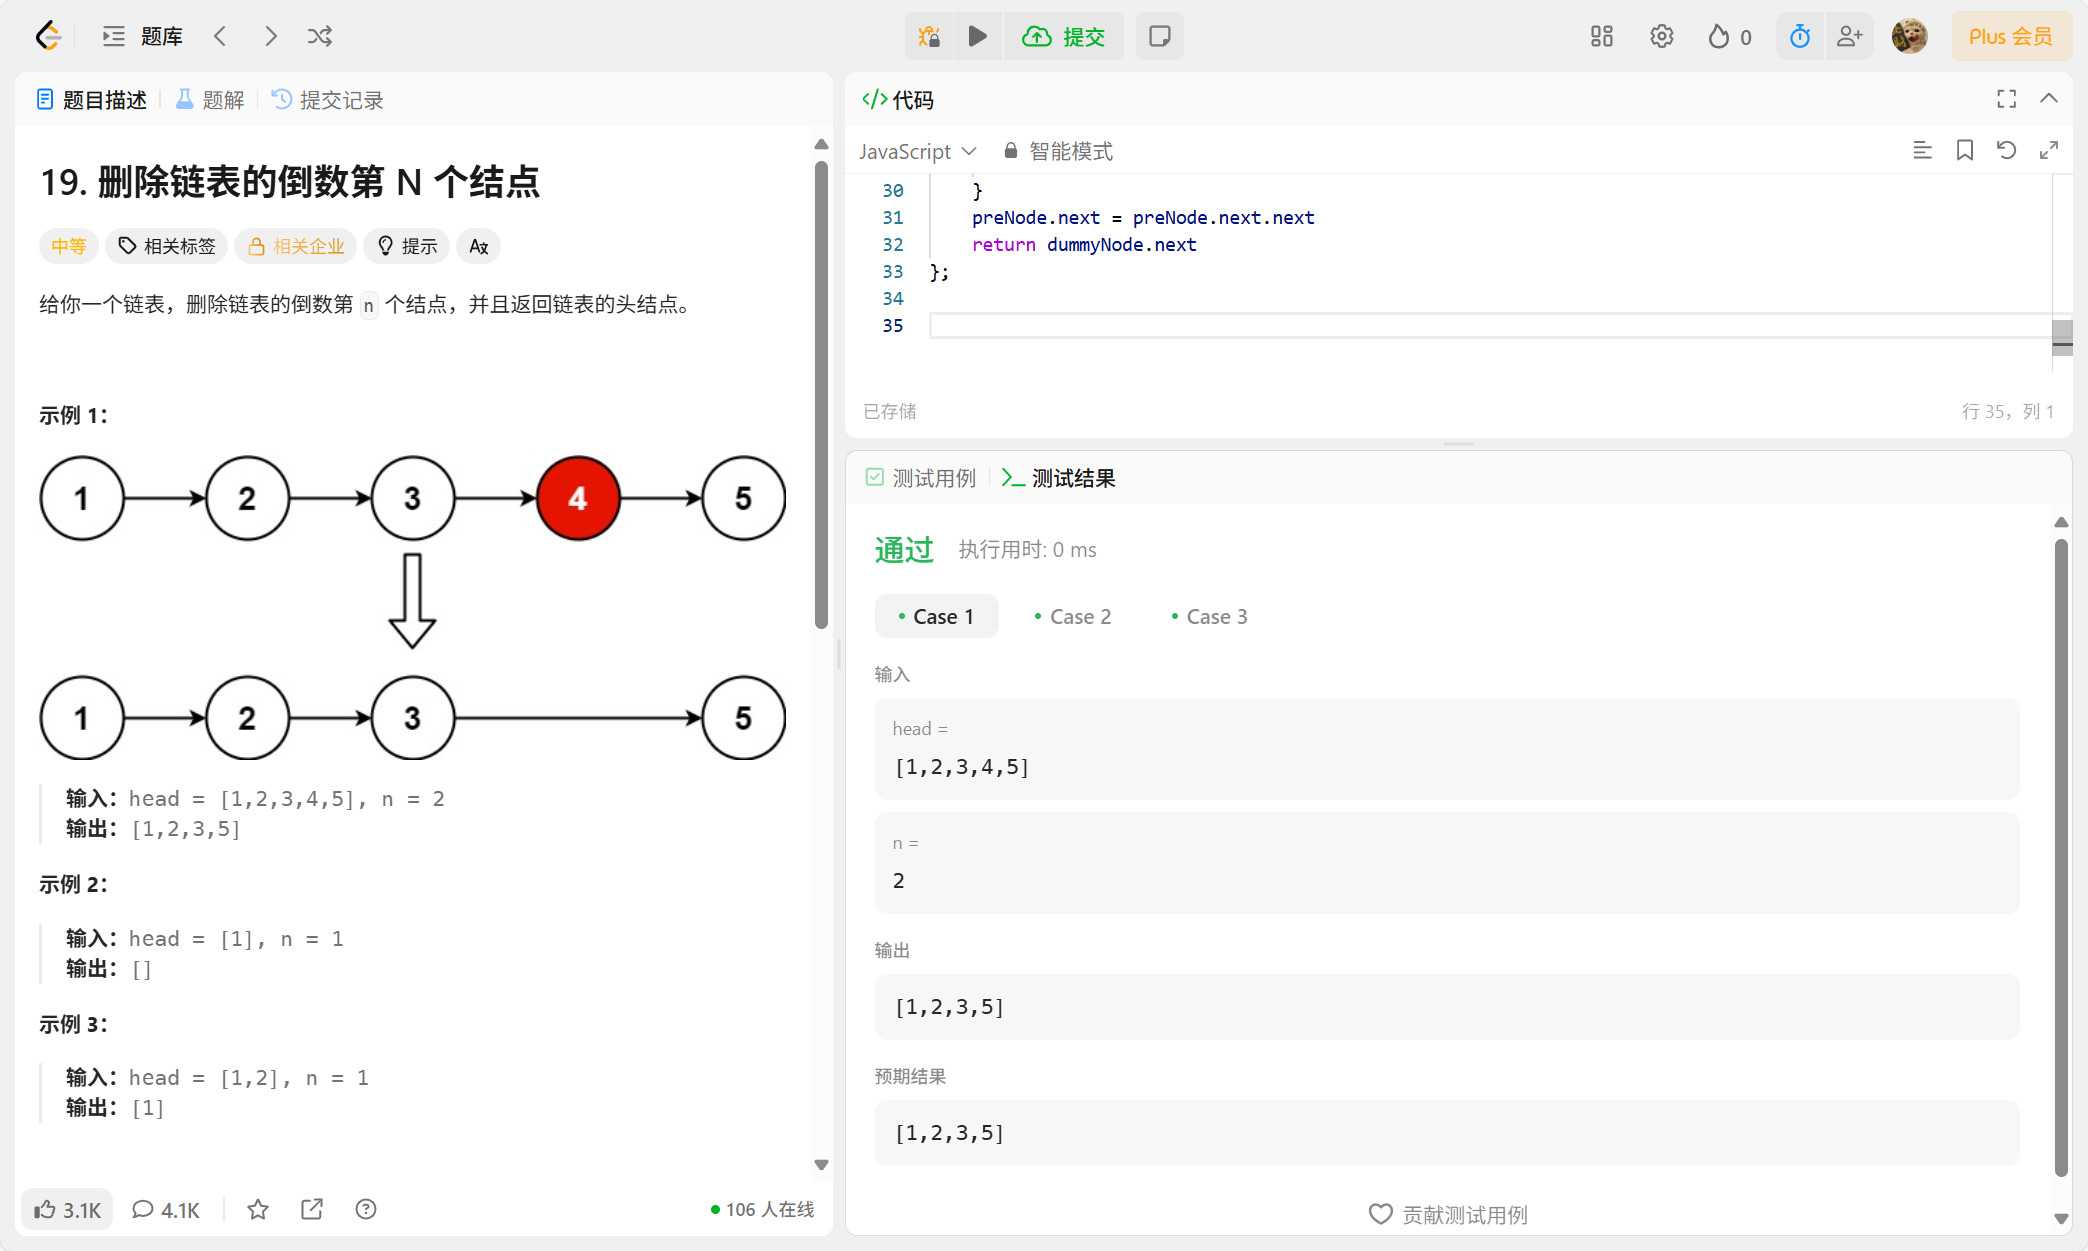 题库
提交
0
Plus 会员
题目描述
题解
提交记录
19. 删除链表的倒数第 N 个结点
中等
相关标签
相关企业
提示
给你一个链表，删除链表的倒数第 n 个结点，并且返回链表的头结点。
示例 1：
1
2
3
4
5
1
2
3
5
输入：head = [1,2,3,4,5], n = 2
输出：[1,2,3,5]
示例 2：
输入：head = [1], n = 1
输出：[]
示例 3：
输入：head = [1,2], n = 1
输出：[1]
3.1K
4.1K
106 人在线
</> 代码
JavaScript
智能模式
30 }
31 preNode.next = preNode.next.next
32 return dummyNode.next
33 };
34
35
已存储
行 35，列 1
测试用例
测试结果
通过
执行用时: 0 ms
Case 1
Case 2
Case 3
输入
head =
[1,2,3,4,5]
n =
2
输出
[1,2,3,5]
预期结果
[1,2,3,5]
贡献测试用例